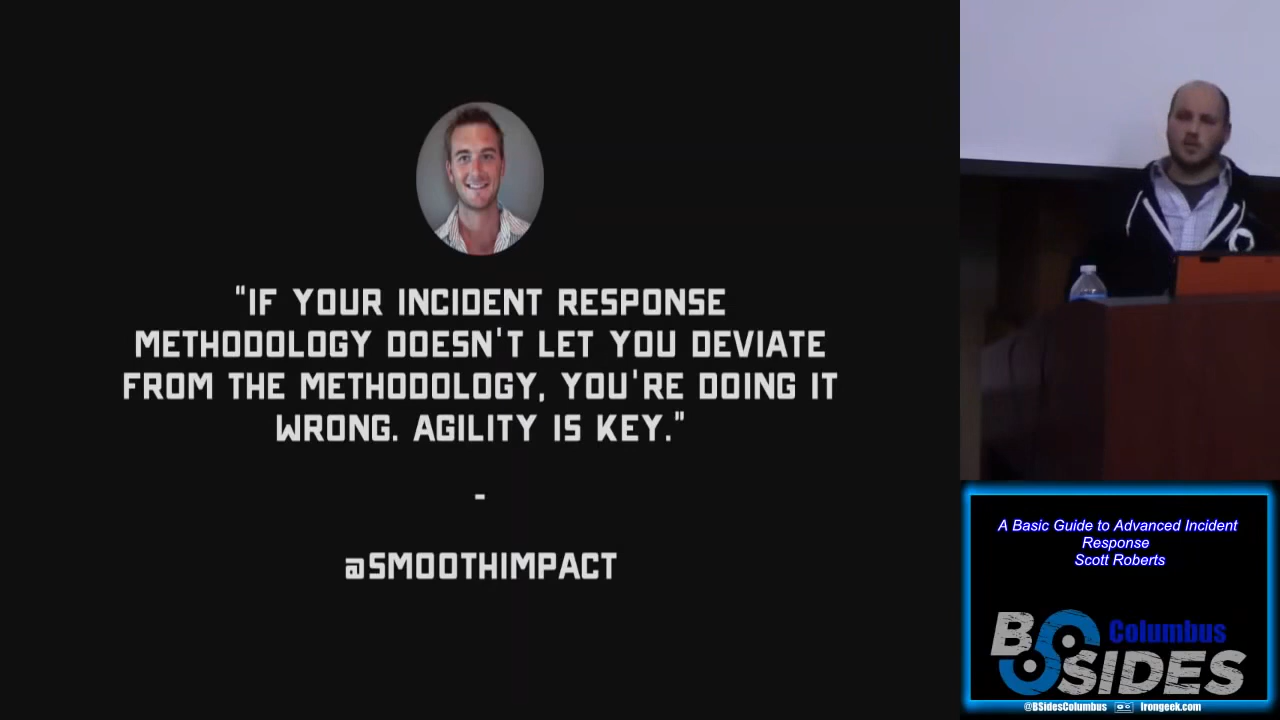 "IF YOUR INCIDENT RESPONSE
METHODOLOGY DOESN'T LET YOU DEVIATE
FROM THE METHODOLOGY, YOU'RE DOING IT
WRONG. AGILITY IS KEY."
-
@SMOOTHIMPACT
A Basic Guide to Advanced Incident
Response
Scott Roberts
BSIDES
Columbus
@BSidesColumbus Irongeek.com